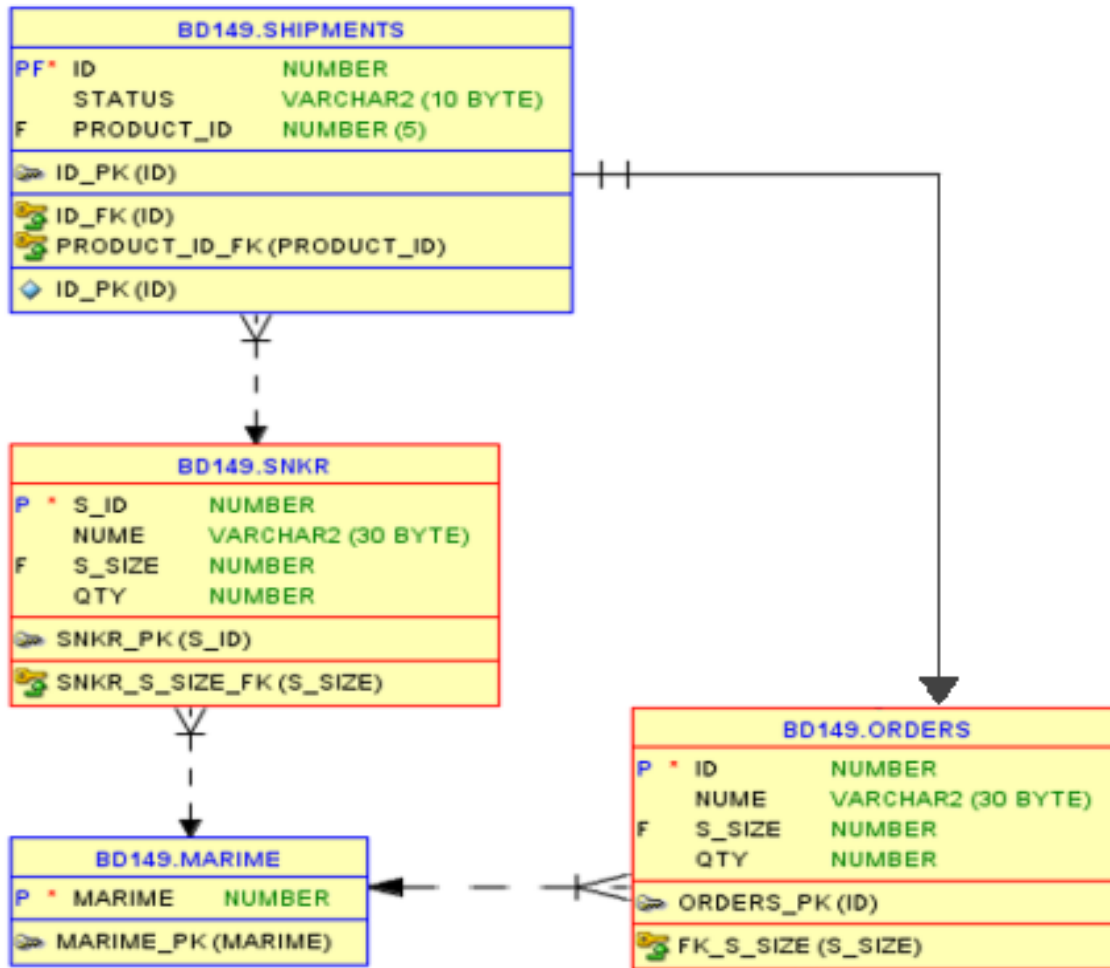 BD149.SHIPMENTS
PF* ID NUMBER
STATUS VARCHAR2 (10 BYTE)
F PRODUCT_ID NUMBER (5)
ID_PK (ID)
ID_FK (ID)
PRODUCT_ID_FK (PRODUCT_ID)
ID_PK (ID)
BD149.SNKR
P * S_ID NUMBER
NUME VARCHAR2 (30 BYTE)
F S_SIZE NUMBER
QTY NUMBER
SNKR_PK (S_ID)
SNKR_S_SIZE_FK (S_SIZE)
BD149.MARIME
P * MARIME NUMBER
MARIME_PK (MARIME)
BD149.ORDERS
P * ID NUMBER
NUME VARCHAR2 (30 BYTE)
F S_SIZE NUMBER
QTY NUMBER
ORDERS_PK (ID)
FK_S_SIZE (S_SIZE)